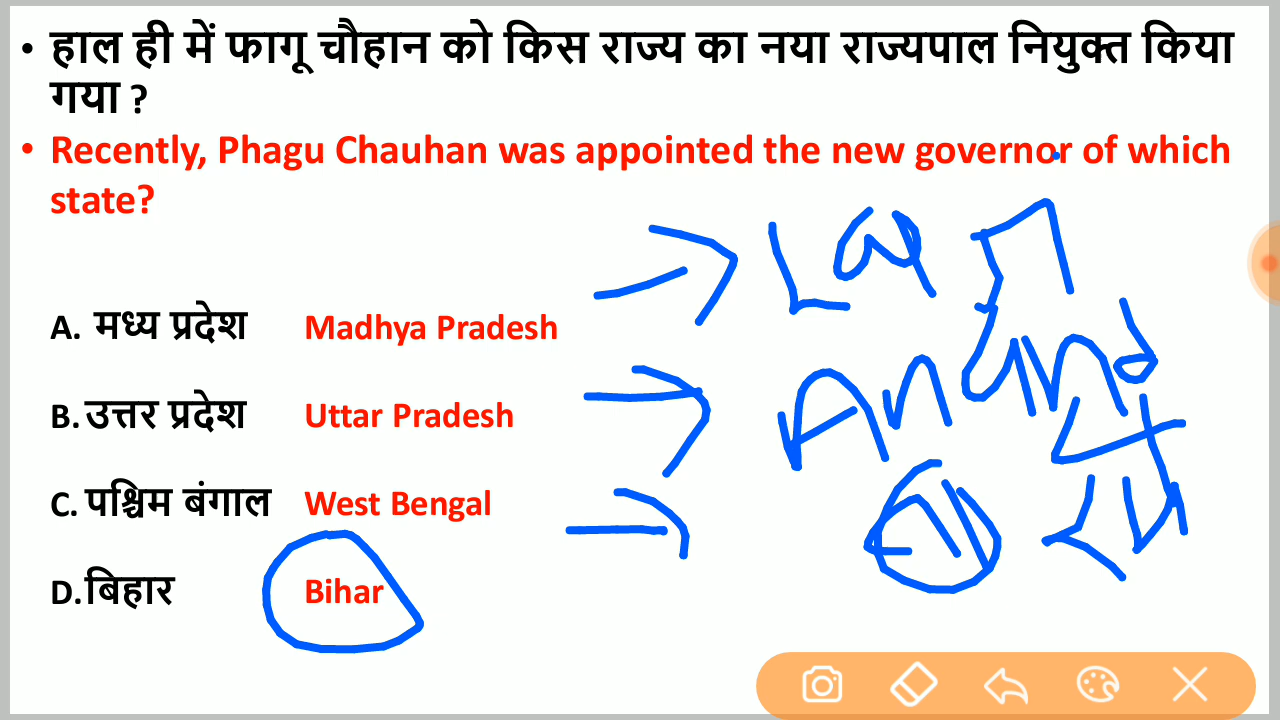 • हाल ही में फागू चौहान को किस राज्य का नया राज्यपाल नियुक्त किया
गया ?
• Recently, Phagu Chauhan was appointed the new governor of which
state?
A. मध्य प्रदेश Madhya Pradesh
B. उत्तर प्रदेश Uttar Pradesh
C. पश्चिम बंगाल West Bengal
D. बिहार Bihar
Anand